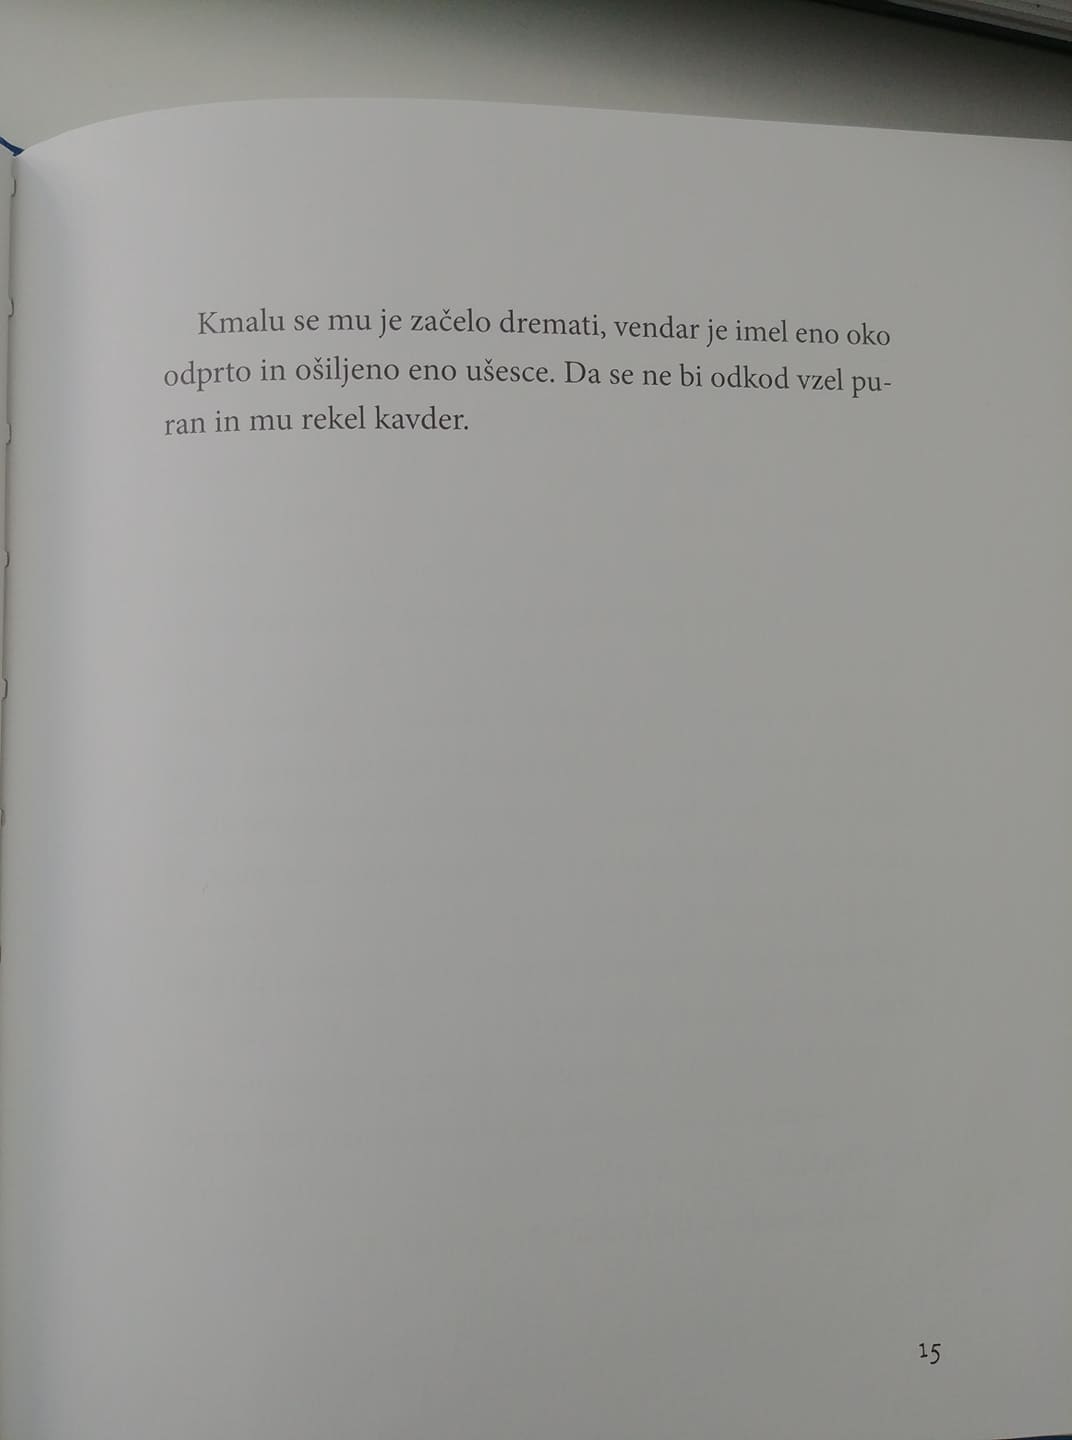 Kmalu se mu je začelo dremati, vendar je imel eno oko
odprto in ošiljeno eno ušesce. Da se ne bi odkod vzel pu-
ran in mu rekel kavder.
15